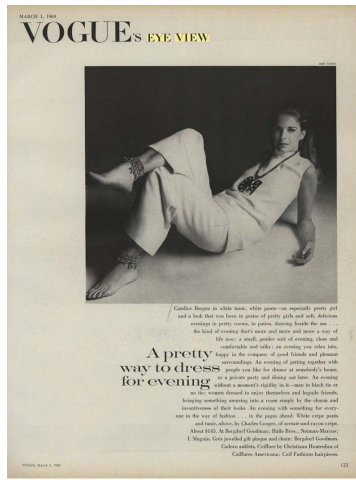 MARCH 1, 1969
VOGUE's EYE VIEW
Candice Bergen in white tunic, white pants—an especially pretty girl
and a look that was born in praise of pretty girls and soft, delicious
evenings in pretty rooms, in patios, dancing beside the sea . . .
the kind of evening that's more and more and more a way of
life now: a small, ponder sort of evening, close and
comfortable and talky; an evening you relax into,
happy in the company of good friends and pleasant
surroundings. An evening of getting together with
people you like for dinner at somebody's house,
or a private party and dining out later. An evening
without a moment's rigidity in it—man in black tie or
no tie; women dressed to enjoy themselves and beguile friends,
bringing something amusing into a room simply by the charm and
inventiveness of their looks. An evening with something for every-
one in the way of fashion . . . in the pages ahead. White crêpe pants
and tunic, above, by Charles Cooper, of acetate-and-rayon crêpe.
About $145. At Bergdorf Goodman; Halle Bros.; Neiman-Marcus;
I. Magnin. Grès jewelled gilt plaque and chain: Bergdorf Goodman.
Cadoro anklets. Coiffure by Christiaan Houtenbos of
Coiffures Americana; Coif Fashions hairpieces.
A pretty
way to dress
for evening
VOGUE, March 1, 1969
133